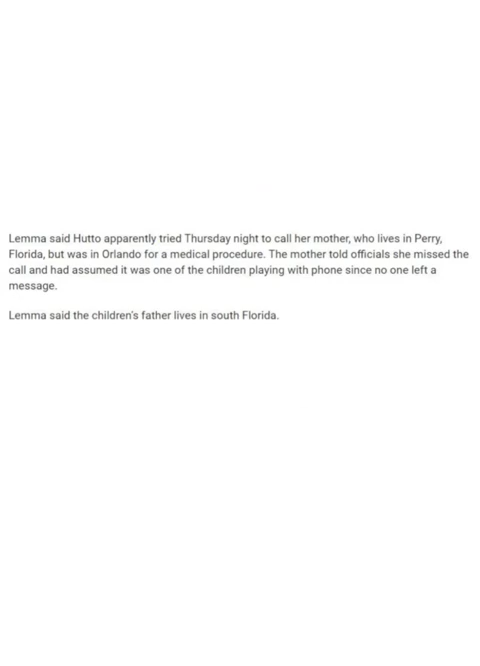 Lemma said Hutto apparently tried Thursday night to call her mother, who lives in Perry,
Florida, but was in Orlando for a medical procedure. The mother told officials she missed the
call and had assumed it was one of the children playing with phone since no one left a
message.
Lemma said the children's father lives in south Florida.